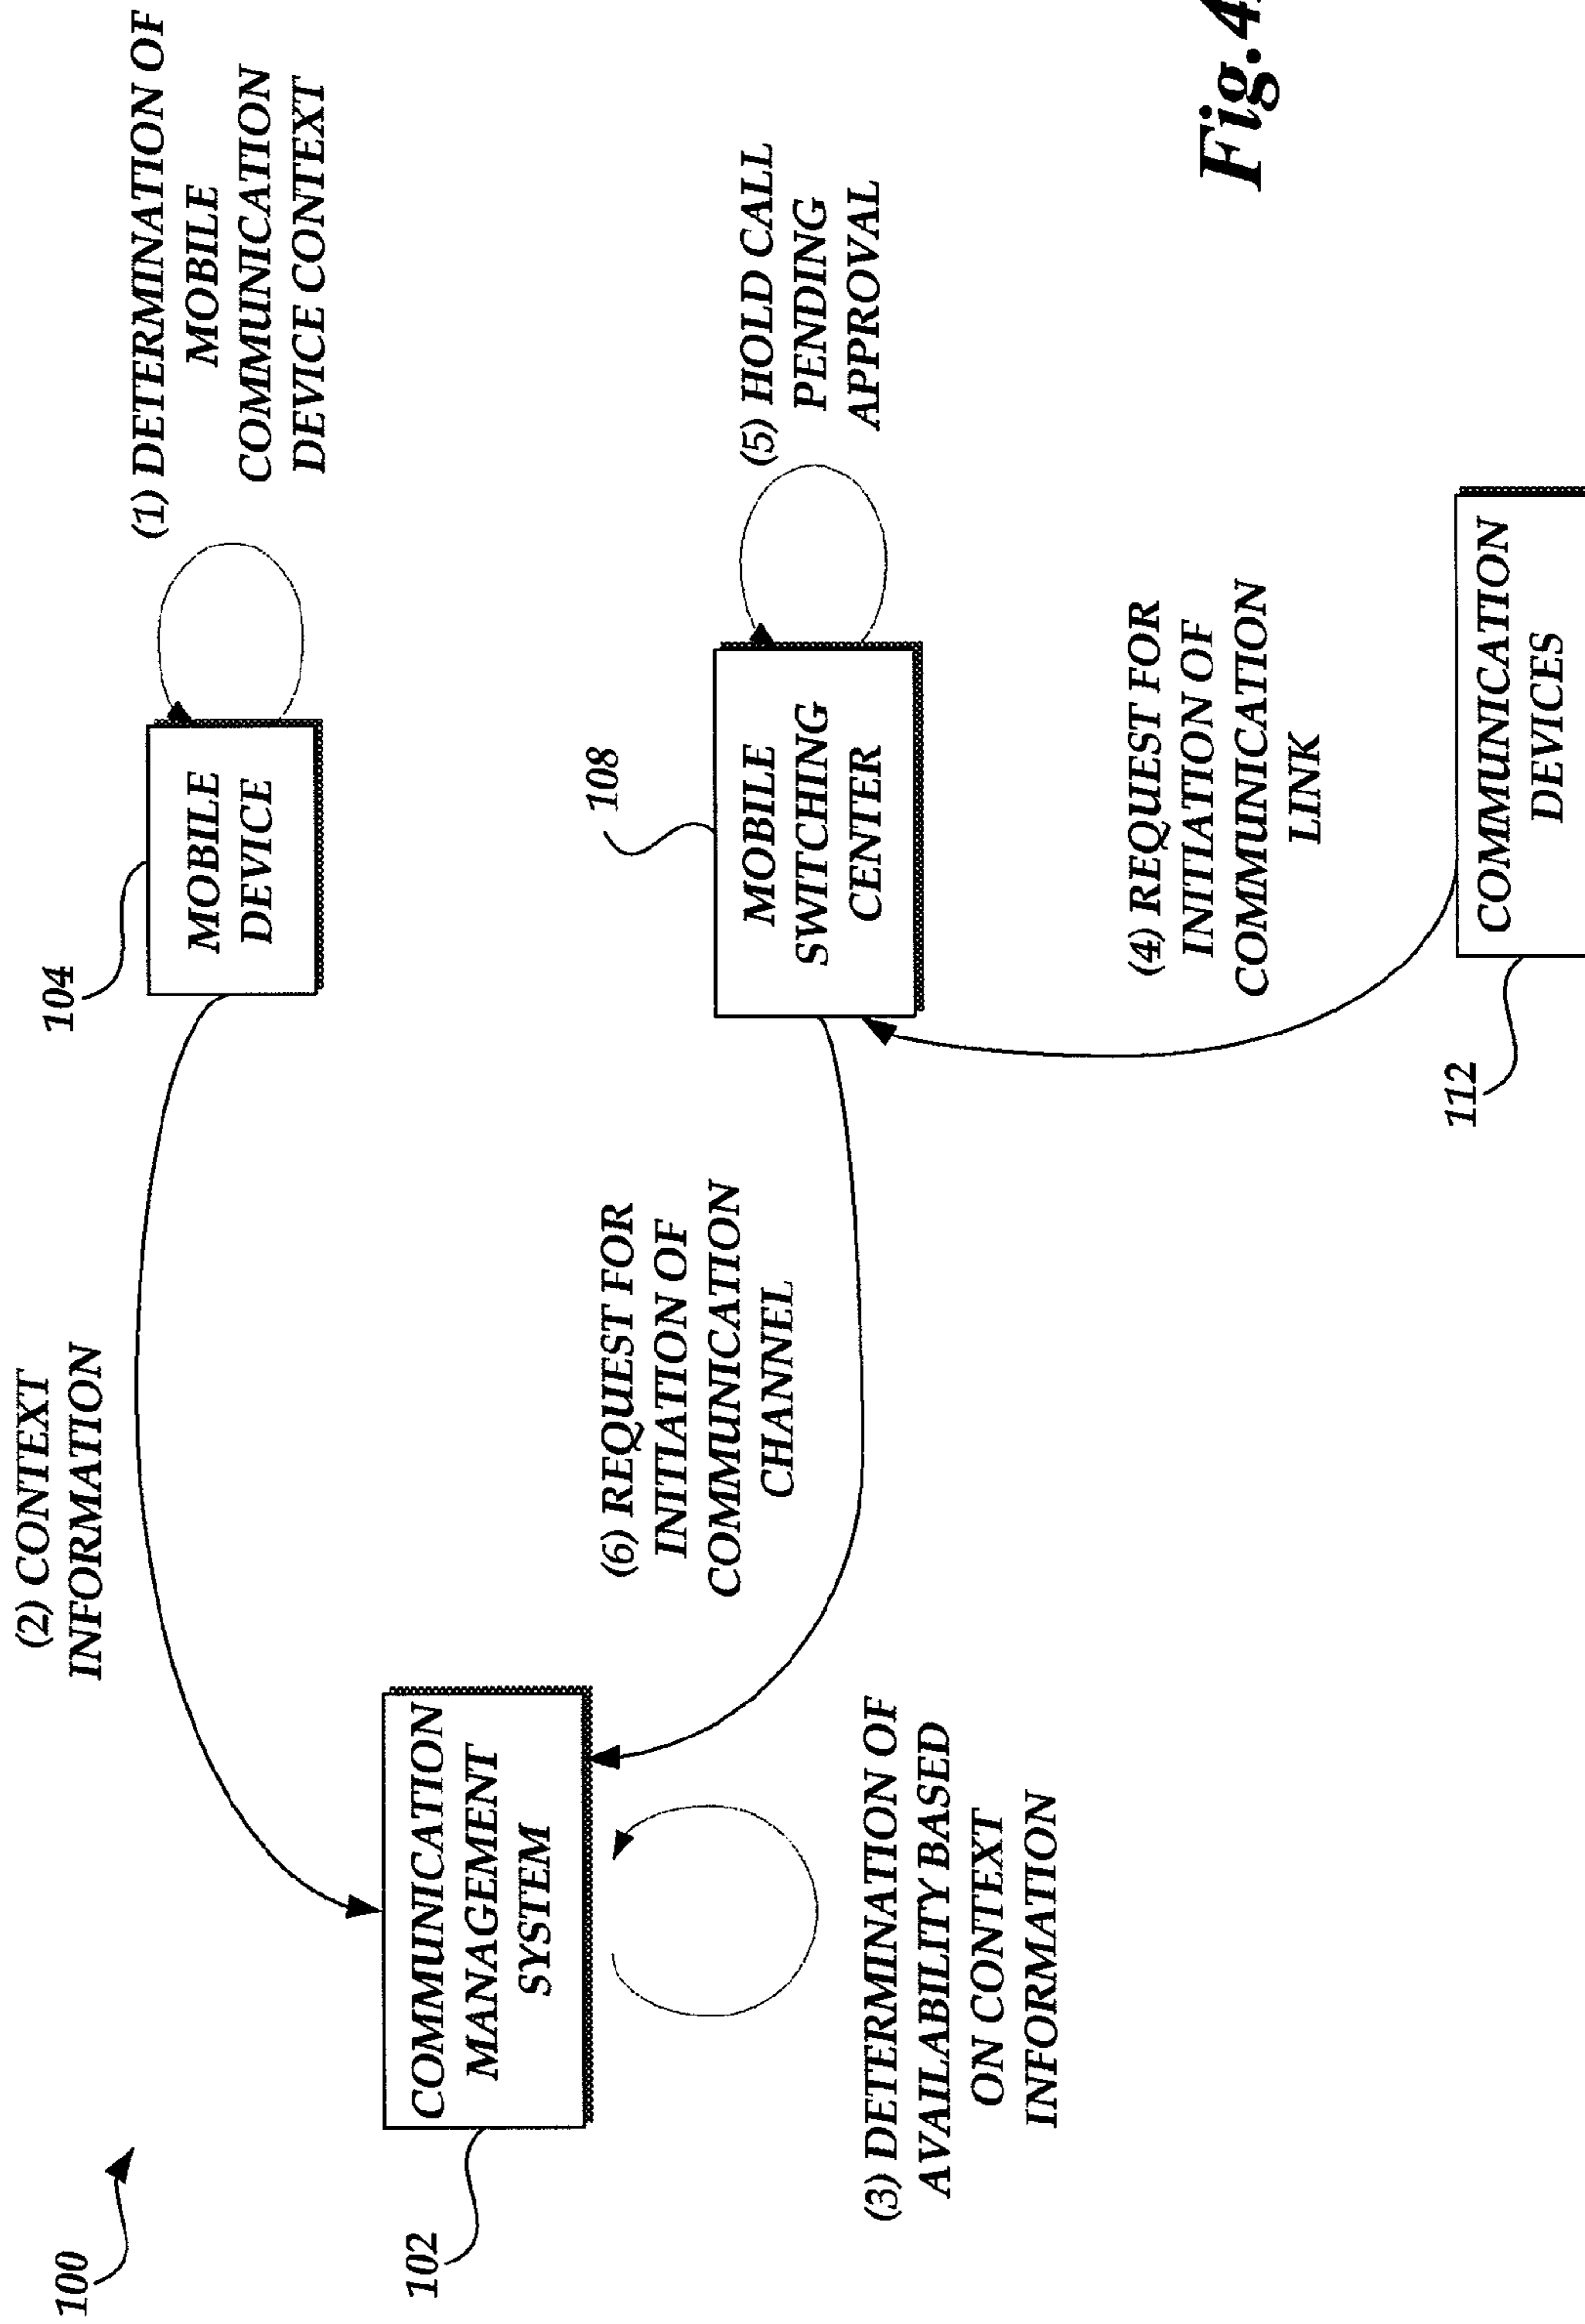 100
102
COMMUNICATION
MANAGEMENT
SYSTEM
(3) DETERMINATION OF
AVAILABILITY BASED
ON CONTEXT
INFORMATION
(2) CONTEXT
INFORMATION
(6) REQUEST FOR
INITIATION OF
COMMUNICATION
CHANNEL
104
MOBILE
DEVICE
(1) DETERMINATION OF
MOBILE
COMMUNICATION
DEVICE CONTEXT
108
MOBILE
SWITCHING
CENTER
(5) HOLD CALL
PENDING
APPROVAL
(4) REQUEST FOR
INITIATION OF
COMMUNICATION
LINK
112
COMMUNICATION
DEVICES
Fig.4